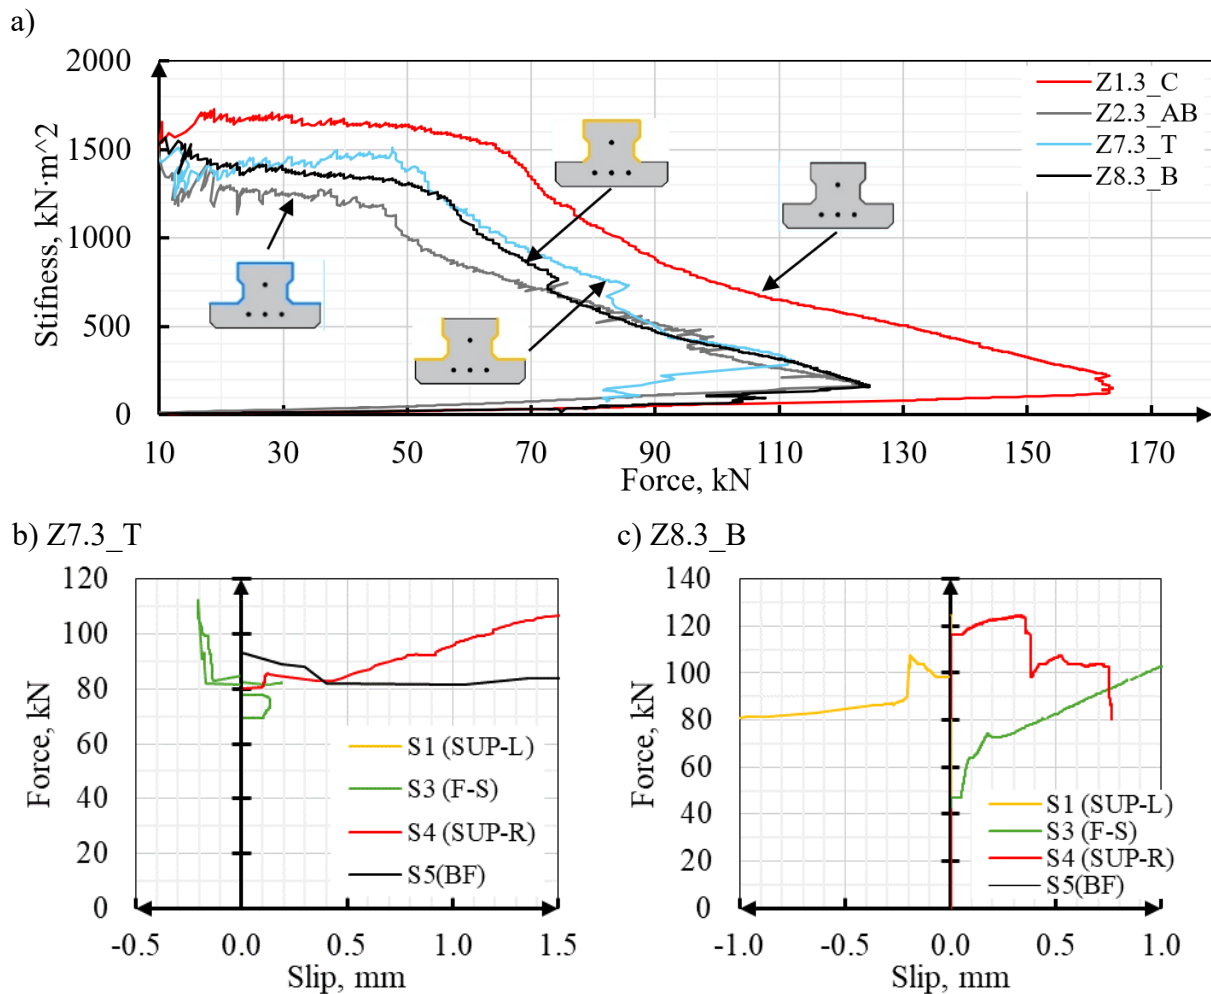 a)
2000
1500
1000
500
0
Stifness, kN·m^2
Z1.3_C
Z2.3_AB
Z7.3_T
Z8.3_B
10 30 50 70 90 110 130 150 170
Force, kN
b) Z7.3_T
120
100
80
60
40
20
0
Force, kN
S1 (SUP-L)
S3 (F-S)
S4 (SUP-R)
S5(BF)
-0.5 0.0 0.5 1.0 1.5
Slip, mm
c) Z8.3_B
140
120
100
80
60
40
20
0
Force, kN
S1 (SUP-L)
S3 (F-S)
S4 (SUP-R)
S5(BF)
-1.0 -0.5 0.0 0.5 1.0
Slip, mm